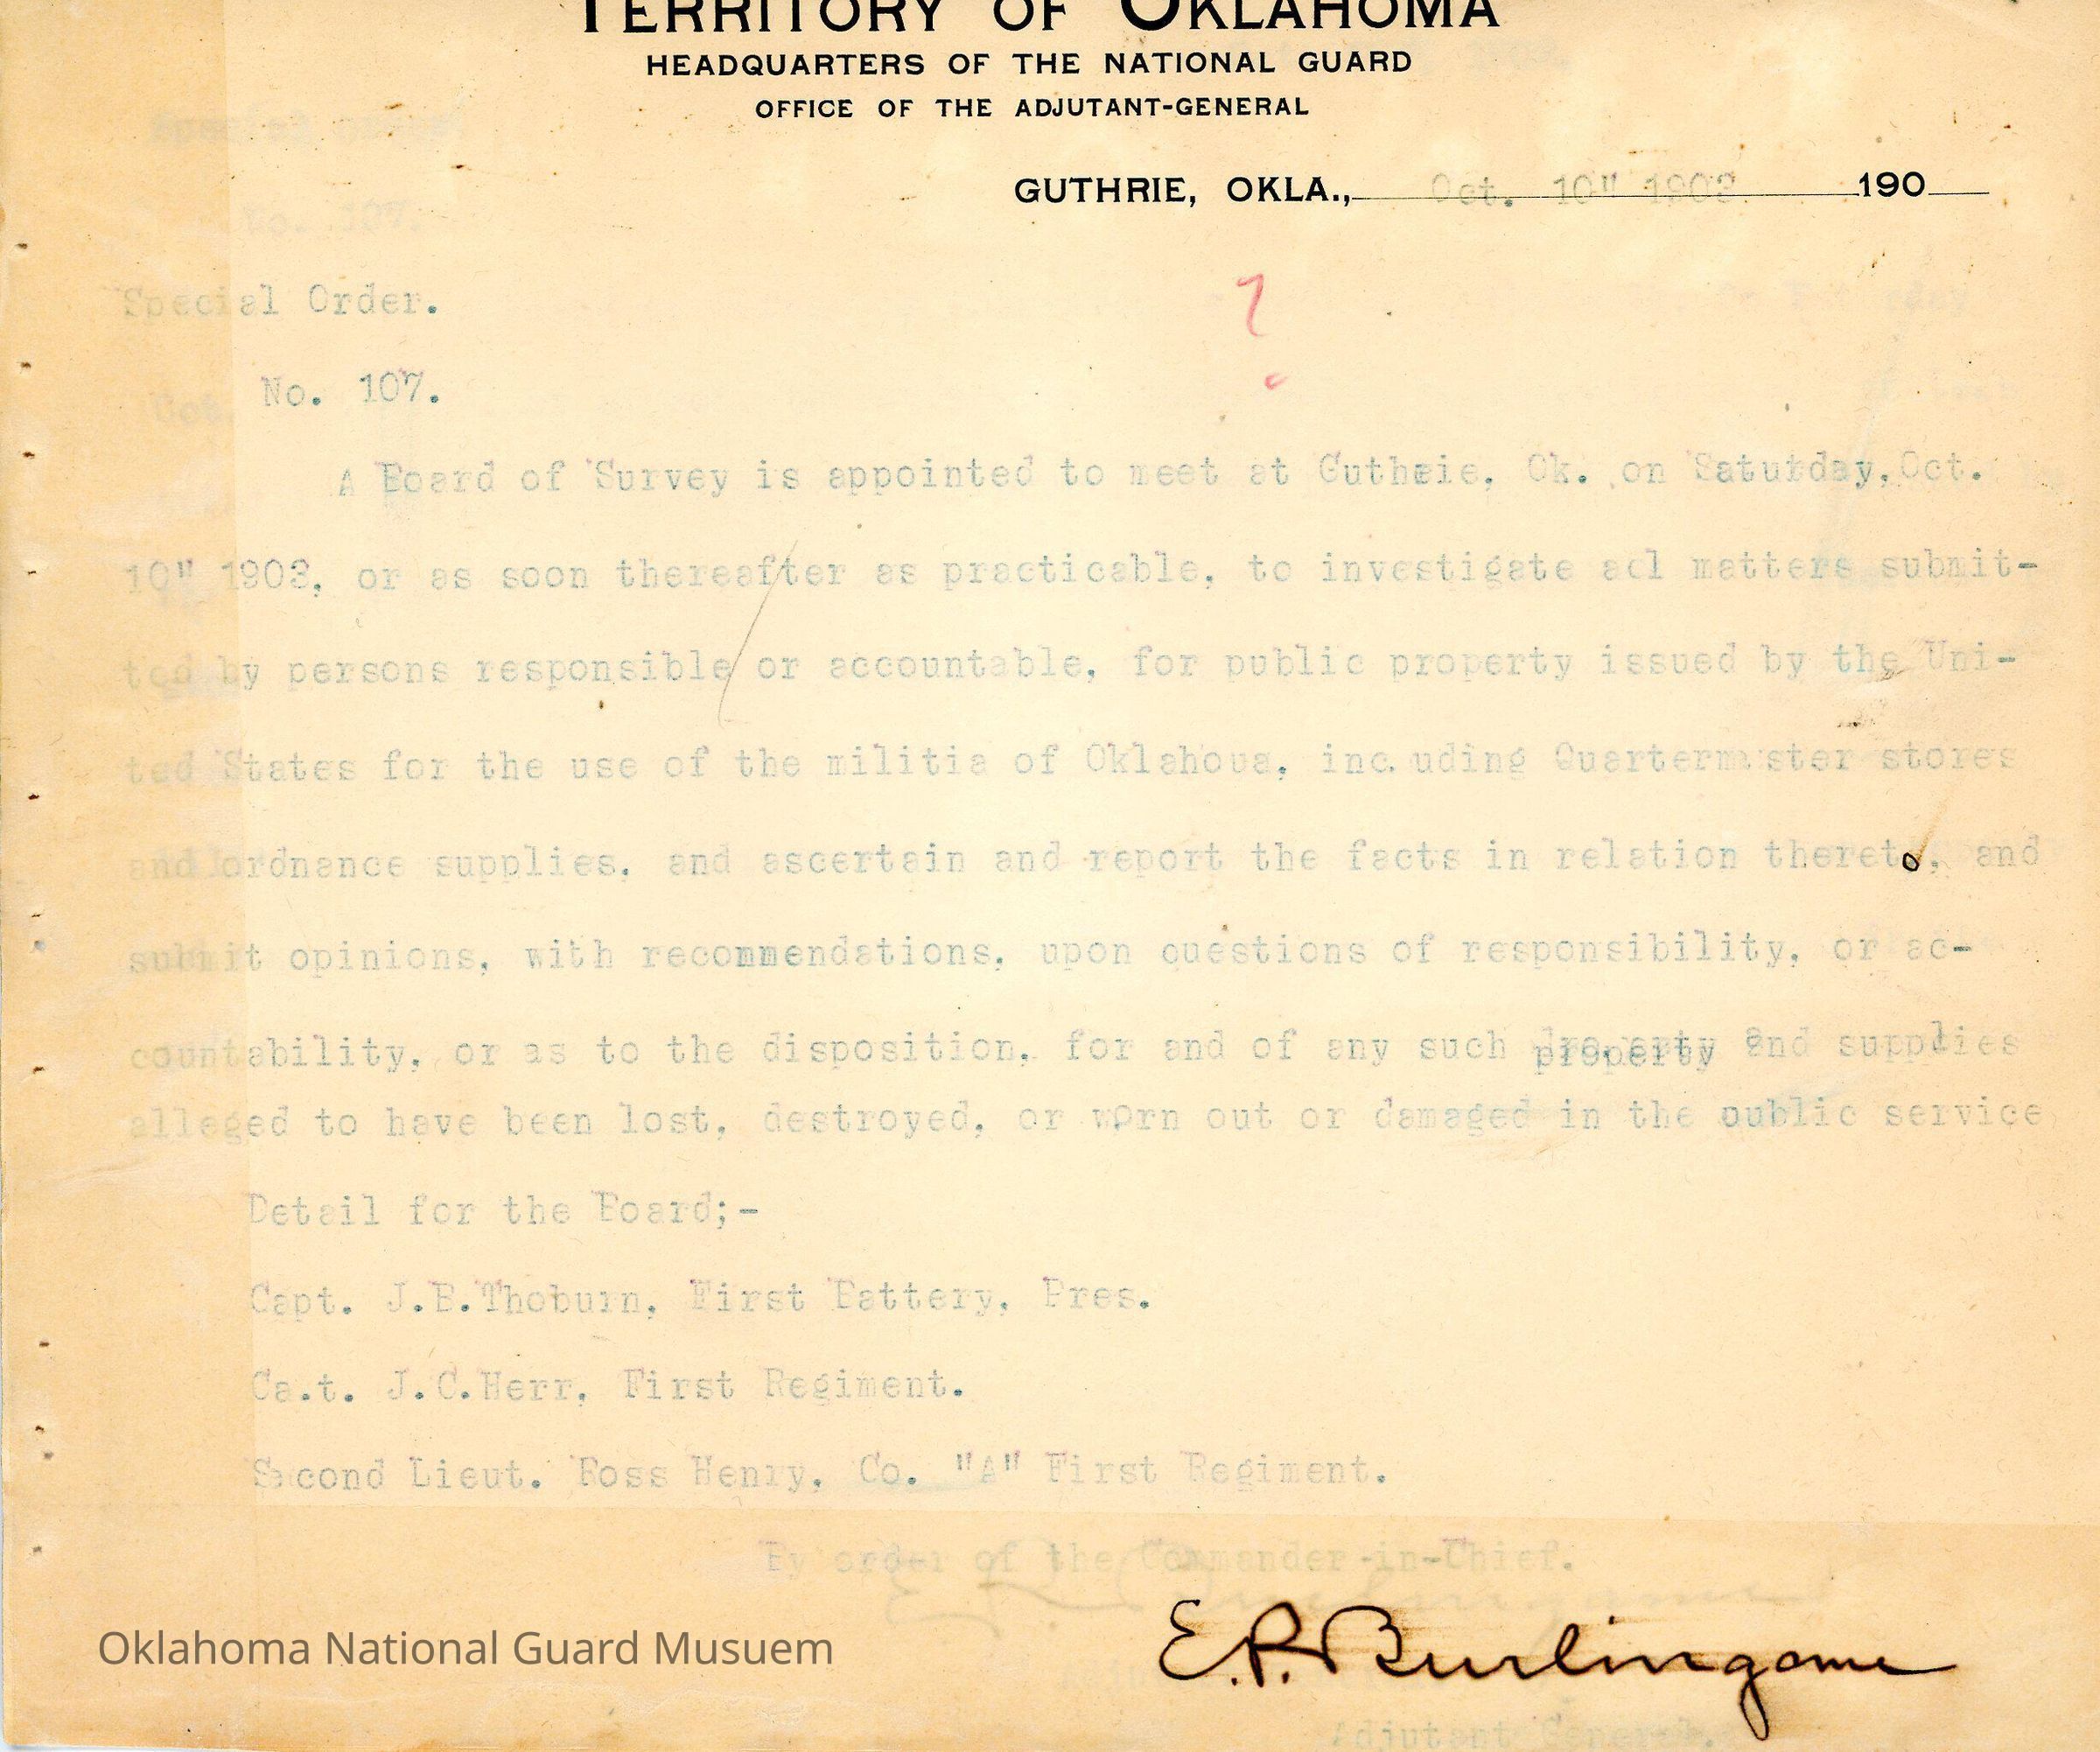 TERRITORY OF OKLAHOMA
HEADQUARTERS OF THE NATIONAL GUARD
OFFICE OF THE ADJUTANT-GENERAL
GUTHRIE, OKLA., Oct. 10" 1903 190
?
Special Order.
No. 107.
A Board of Survey is appointed to meet at Guthrie, Ok. on Saturday, Oct.
10" 1903, or as soon thereafter as practicable, to investigate acl matters submit-
ted by persons responsible or accountable, for public property issued by the Uni-
ted States for the use of the militia of Oklahoua, inc uding Quartermaster stores
and ordnance supplies, and ascertain and report the facts in relation thereto, and
submit opinions, with recommendations, upon questions of responsibility, or ac-
countability, or as to the disposition, for and of any such property and supplies
alleged to have been lost, destroyed, or worn out or damaged in the public service
Detail for the Board;-
Capt. J.B.Thoburn, First Battery, Pres.
Ca.t. J.C.Herr, First Regiment.
Second Lieut. Ross Henry, Co. "A" First Regiment.
By order of the Commander-in-Chief.
E.P. Burlingame
Adjutant General.
Oklahoma National Guard Musuem